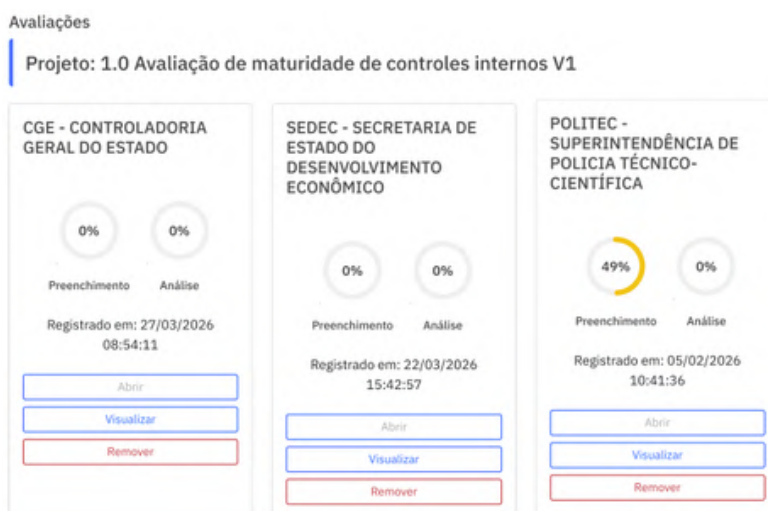 Avaliações
Projeto: 1.0 Avaliação de maturidade de controles internos V1
CGE - CONTROLADORIA
GERAL DO ESTADO
0%
0%
Preenchimento
Análise
Registrado em: 27/03/2026
08:54:11
Abrir
Visualizar
Remover
SEDEC - SECRETARIA DE
ESTADO DO
DESENVOLVIMENTO
ECONÔMICO
0%
0%
Preenchimento
Análise
Registrado em: 22/03/2026
15:42:57
Abrir
Visualizar
Remover
POLITEC -
SUPERINTENDÊNCIA DE
POLICIA TÉCNICO-
CIENTÍFICA
49%
0%
Preenchimento
Análise
Registrado em: 05/02/2026
10:41:36
Abrir
Visualizar
Remover